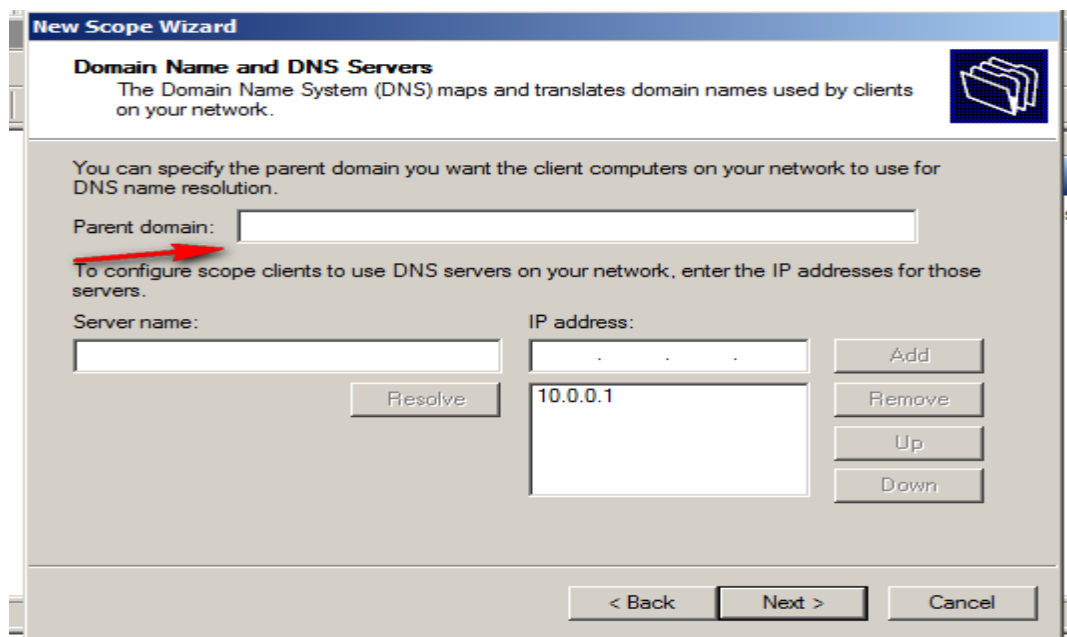 New Scope Wizard
Domain Name and DNS Servers
The Domain Name System (DNS) maps and translates domain names used by clients
on your network.
You can specify the parent domain you want the client computers on your network to use for
DNS name resolution.
Parent domain:
To configure scope clients to use DNS servers on your network, enter the IP addresses for those
servers.
Server name:
IP address:
. . .
Add
Resolve
10.0.0.1
Remove
Up
Down
< Back
Next >
Cancel